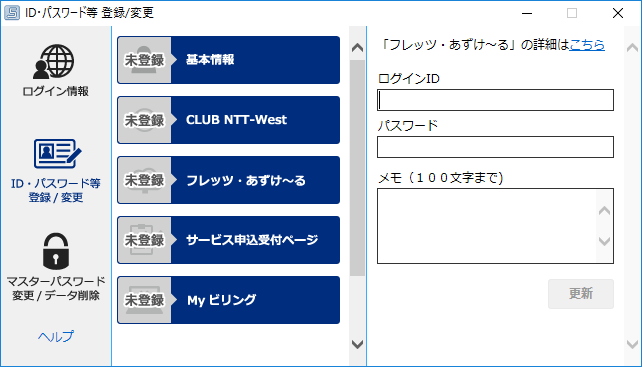 ID・パスワード等 登録/変更
ログイン情報
ID・パスワード等
登録 / 変更
マスターパスワード
変更 / データ削除
ヘルプ
未登録 基本情報
未登録 CLUB NTT-West
未登録 フレッツ・あずけ～る
未登録 サービス申込受付ページ
未登録 My ビリング
「フレッツ・あずけ～る」の詳細はこちら
ログインID
パスワード
メモ（１００文字まで)
更新